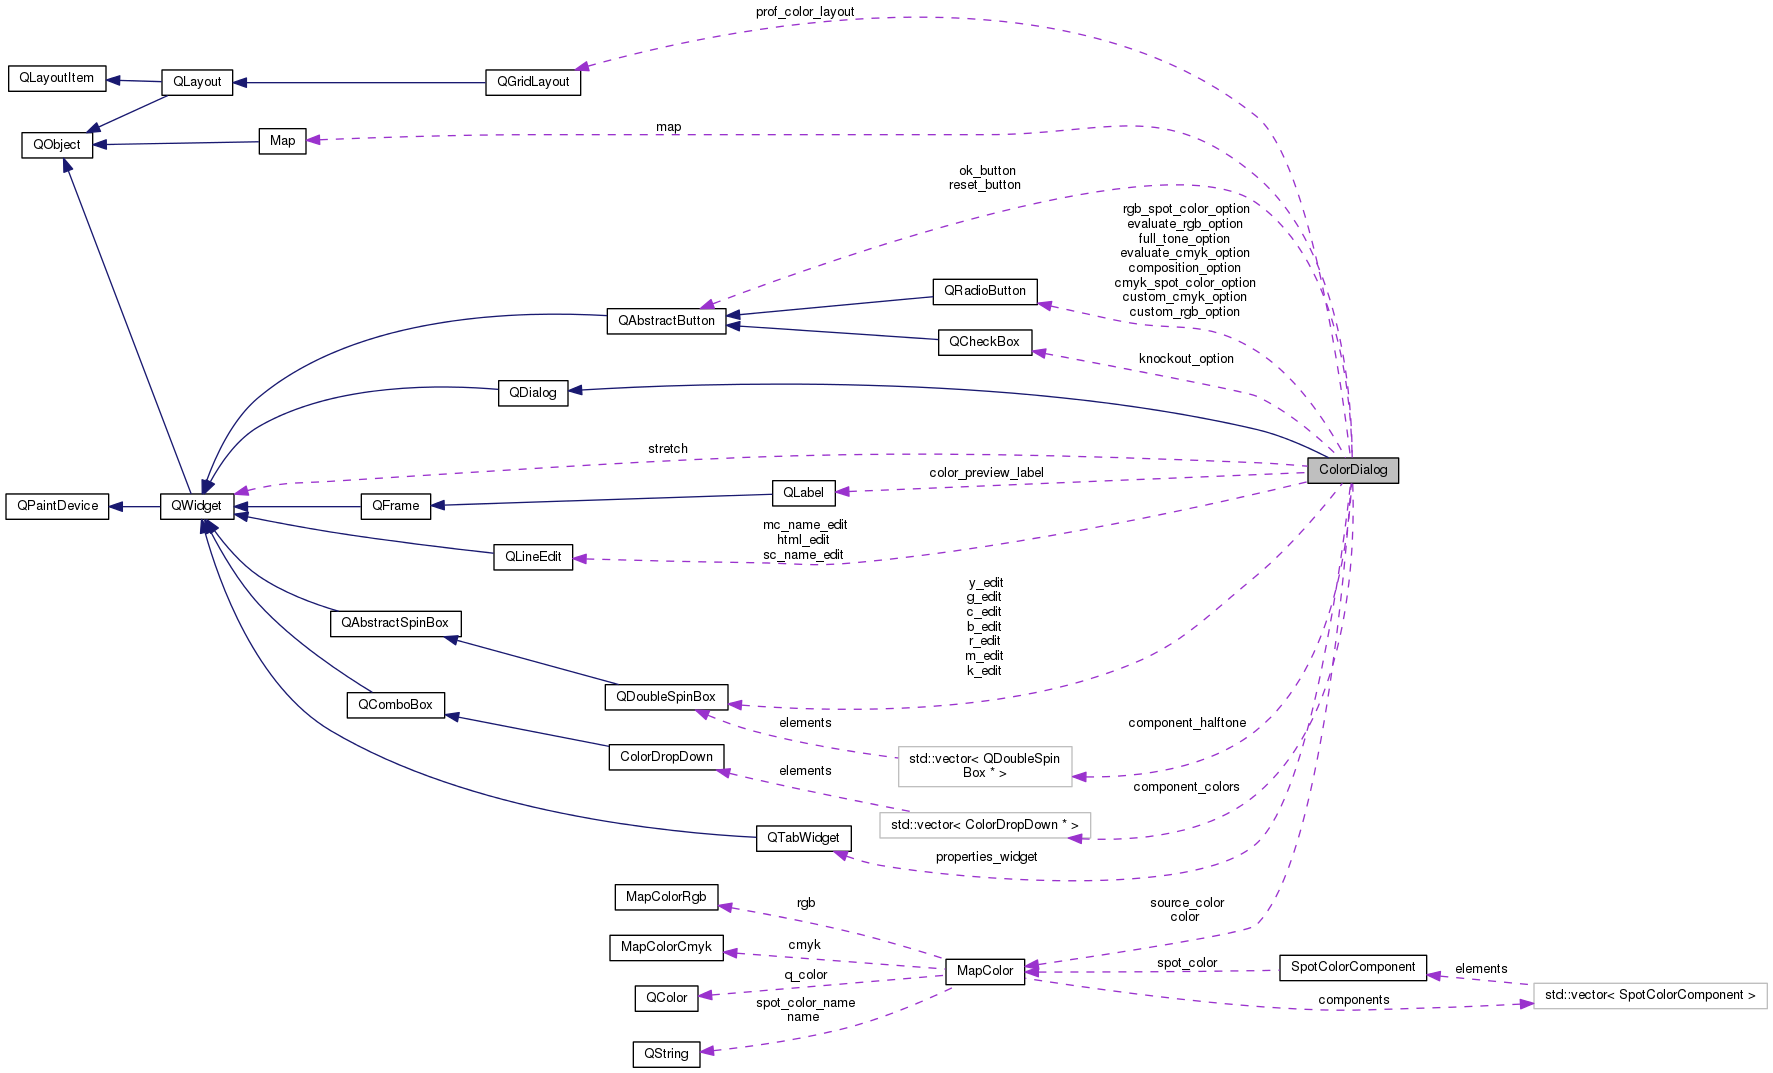 prof_color_layout
QLayoutItem
QLayout
QGridLayout
map
QObject
Map
ok_button
reset_button
rgb_spot_color_option
evaluate_rgb_option
full_tone_option
evaluate_cmyk_option
composition_option
cmyk_spot_color_option
custom_cmyk_option
custom_rgb_option
QRadioButton
QAbstractButton
QCheckBox
knockout_option
QDialog
stretch
ColorDialog
color_preview_label
QPaintDevice
QWidget
QFrame
QLabel
mc_name_edit
html_edit
sc_name_edit
QLineEdit
y_edit
g_edit
c_edit
b_edit
r_edit
m_edit
k_edit
QAbstractSpinBox
QDoubleSpinBox
QComboBox
elements
component_halftone
std::vector< QDoubleSpin
Box * >
ColorDropDown
elements
component_colors
std::vector< ColorDropDown * >
QTabWidget
properties_widget
MapColorRgb
rgb
source_color
color
MapColorCmyk
cmyk
MapColor
spot_color
SpotColorComponent
elements
q_color
QColor
std::vector< SpotColorComponent >
components
spot_color_name
name
QString